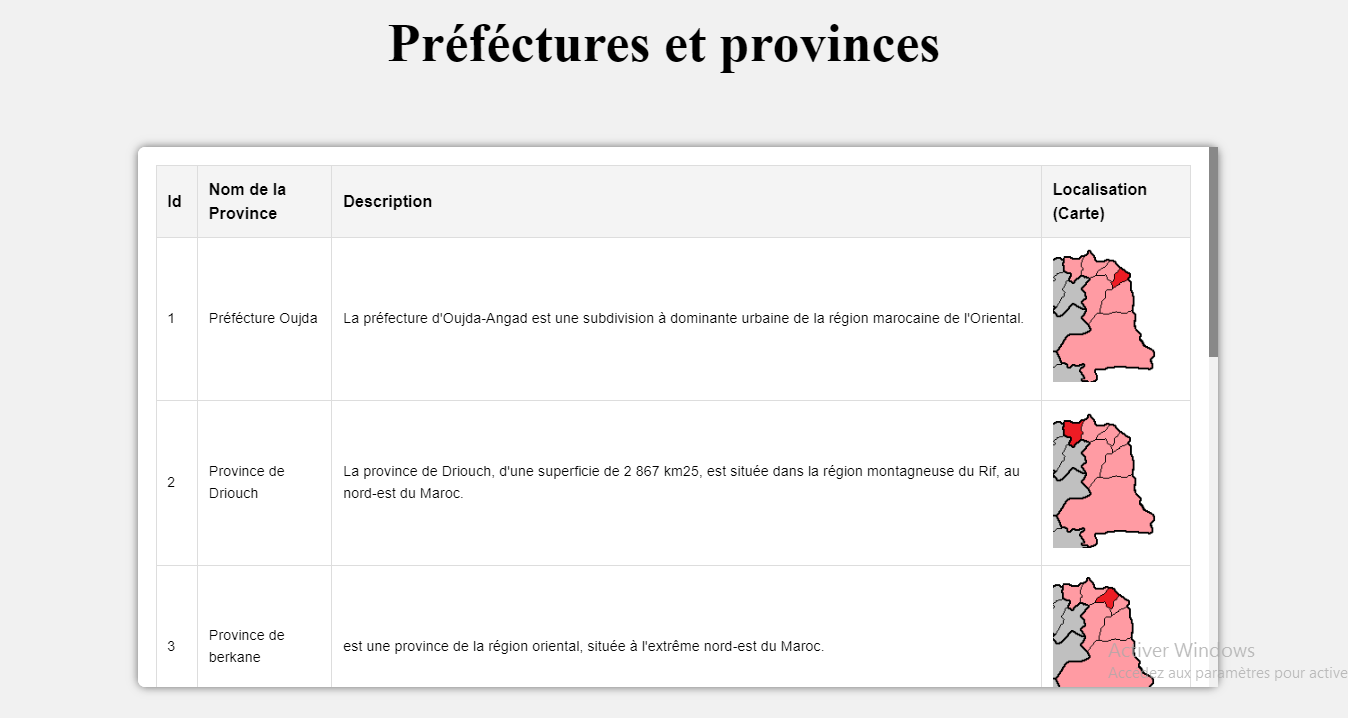 Préféctures et provinces
Id
Nom de la
Province
Description
Localisation
(Carte)
1
Préfécture Oujda
La préfecture d'Oujda-Angad est une subdivision à dominante urbaine de la région marocaine de l'Oriental.
2
Province de
Driouch
La province de Driouch, d'une superficie de 2 867 km25, est située dans la région montagneuse du Rif, au
nord-est du Maroc.
3
Province de
berkane
est une province de la région oriental, située à l'extrême nord-est du Maroc.
Activer Windows
Accédez aux paramètres pour active